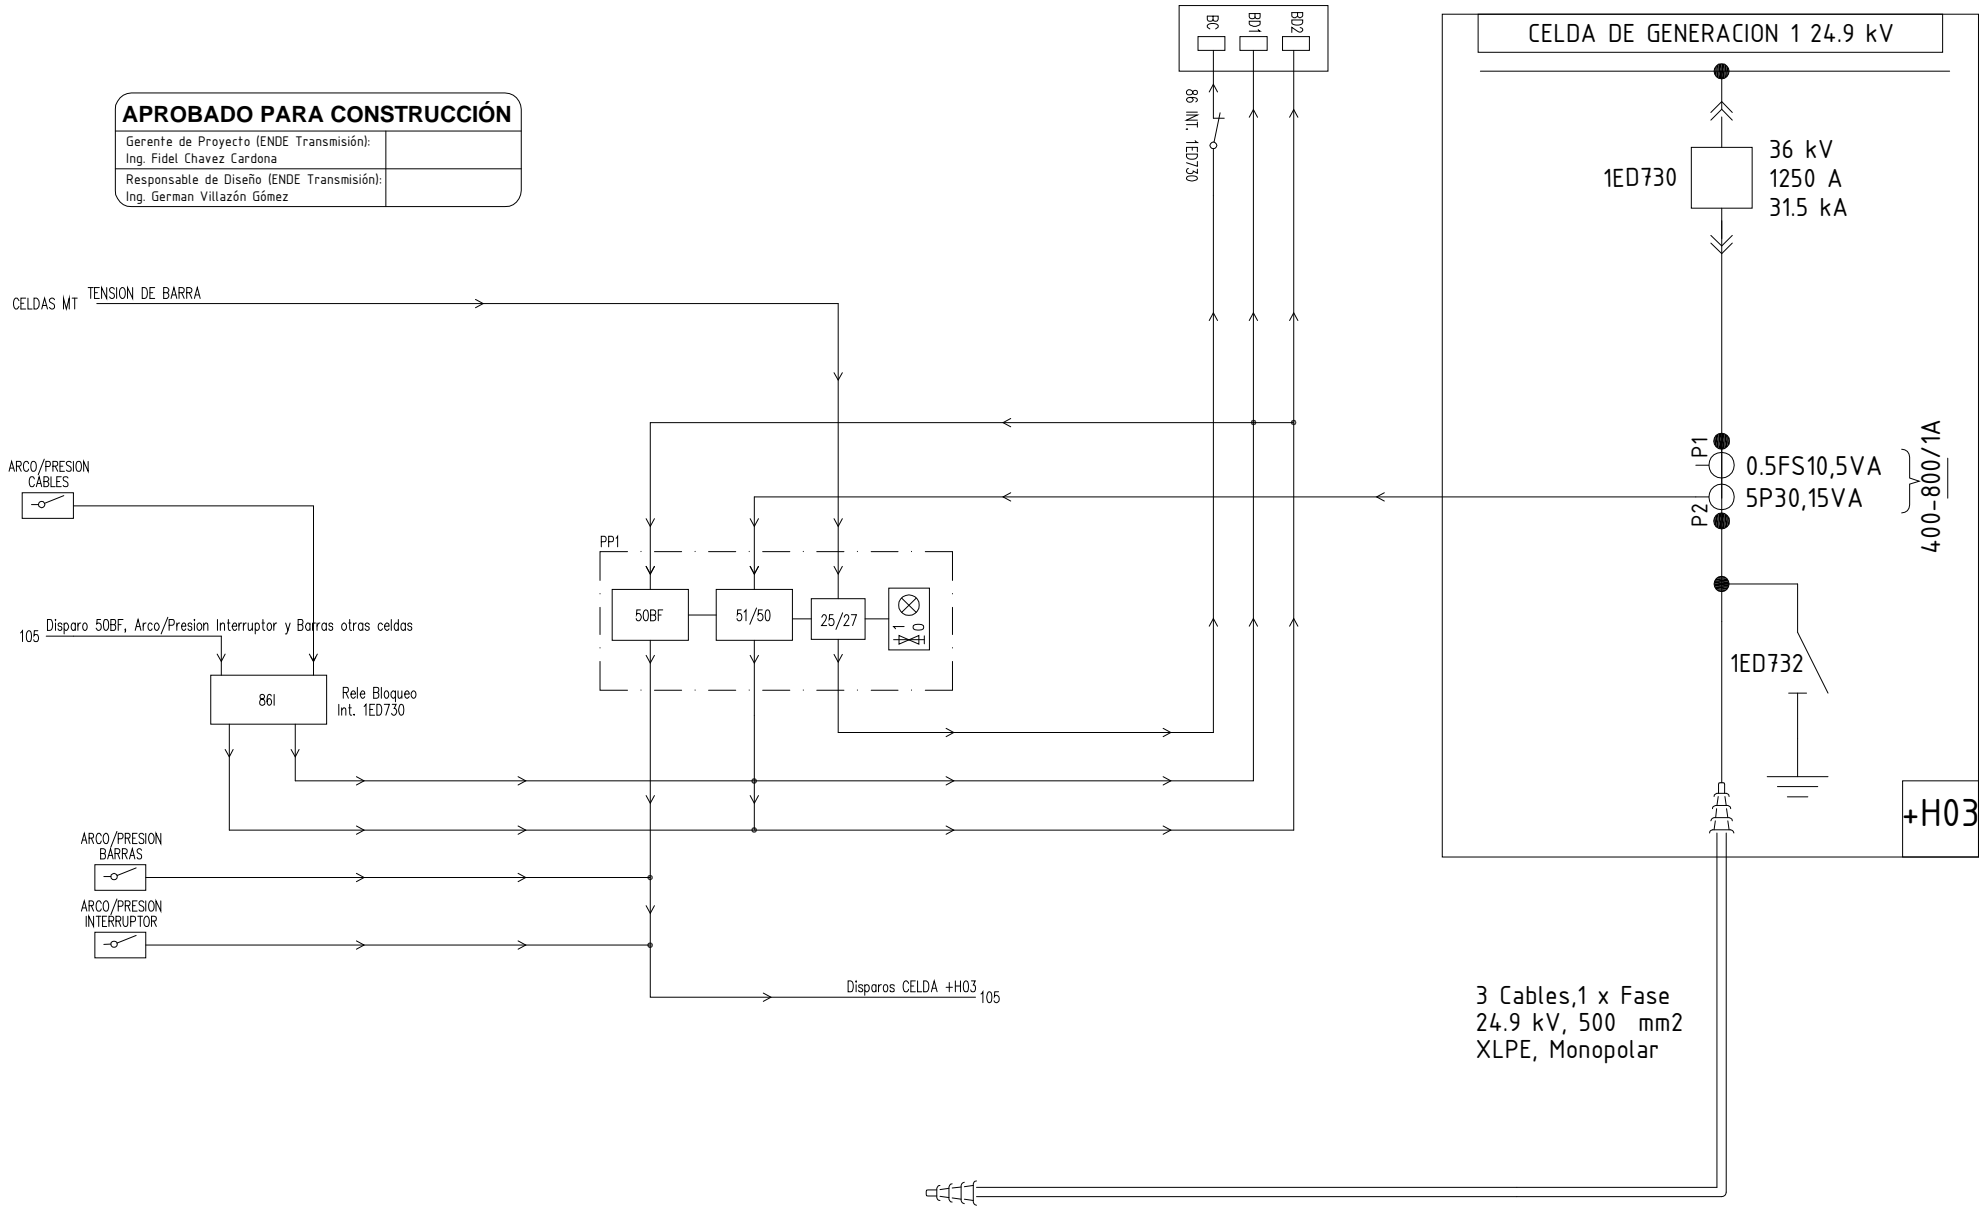 BC
BD1
BD2
86 INT. 1ED730
CELDA DE GENERACION 1 24.9 kV
APROBADO PARA CONSTRUCCIÓN
Gerente de Proyecto (ENDE Transmisión):
Ing. Fidel Chavez Cardona
Responsable de Diseño (ENDE Transmisión):
Ing. German Villazón Gómez
1ED730
36 kV
1250 A
31.5 kA
CELDAS MT
TENSION DE BARRA
ARCO/PRESION
CABLES
P1
P2
0.5FS10,5VA
5P30,15VA
400-800/1A
PP1
50BF
51/50
25/27
1
0
105
Disparo 50BF, Arco/Presion Interruptor y Barras otras celdas
86I
Rele Bloqueo
Int. 1ED730
1ED732
+H03
ARCO/PRESION
BARRAS
ARCO/PRESION
INTERRUPTOR
Disparos CELDA +H03
105
3 Cables,1 x Fase
24.9 kV, 500 mm2
XLPE, Monopolar